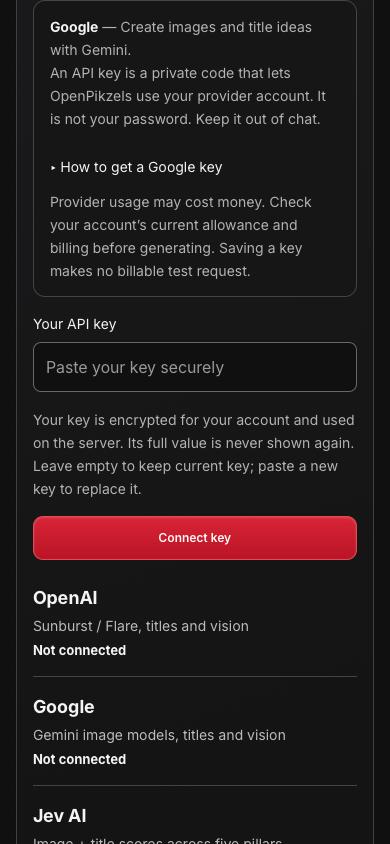 Google — Create images and title ideas
with Gemini.
An API key is a private code that lets
OpenPikzels use your provider account. It
is not your password. Keep it out of chat.
▸ How to get a Google key
Provider usage may cost money. Check
your account’s current allowance and
billing before generating. Saving a key
makes no billable test request.
Your API key
Paste your key securely
Your key is encrypted for your account and used
on the server. Its full value is never shown again.
Leave empty to keep current key; paste a new
key to replace it.
Connect key
OpenAI
Sunburst / Flare, titles and vision
Not connected
Google
Gemini image models, titles and vision
Not connected
Jev AI
Image + title scores across five pillars